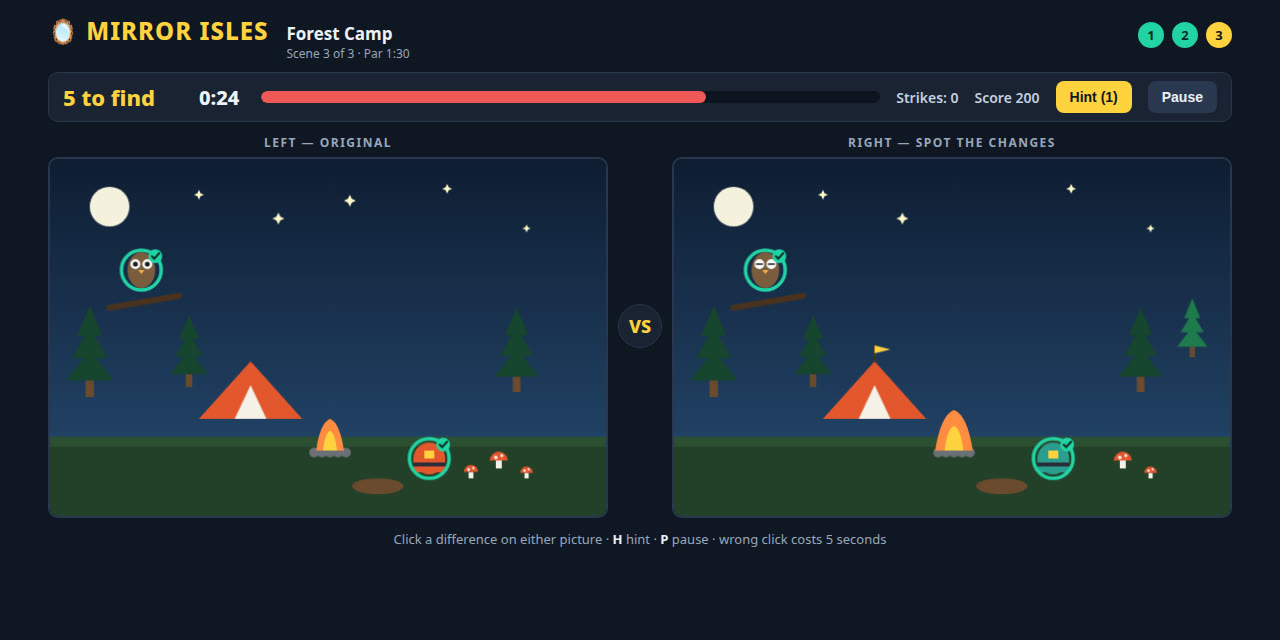 MIRROR ISLES
Forest Camp
Scene 3 of 3 · Par 1:30
1 2 3
5 to find
0:24
Strikes: 0
Score 200
Hint (1)
Pause
LEFT — ORIGINAL
RIGHT — SPOT THE CHANGES
VS
Click a difference on either picture · H hint · P pause · wrong click costs 5 seconds